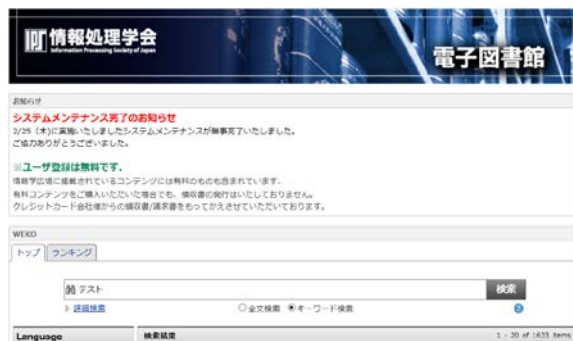 情報処理学会
Information Processing Society of Japan
電子図書館
お知らせ
システムメンテナンス完了のお知らせ
2/25（木)に実施いたしましたシステムメンテナンスが無事完了いたしました。
ご協力ありがとうございました。
※ユーザ登録は無料です．
情報学広場に掲載されているコンテンツには有料のものも含まれています．
有料コンテンツをご購入いただいた場合でも、領収書の発行はいたしておりません。
クレジットカード会社様からの領収書/請求書をもってかえさせていただいております。
WEKO
トップ ランキング
テスト 検索
詳細検索 全文検索 キーワード検索
Language 検索結果 1 - 20 of 1633 items